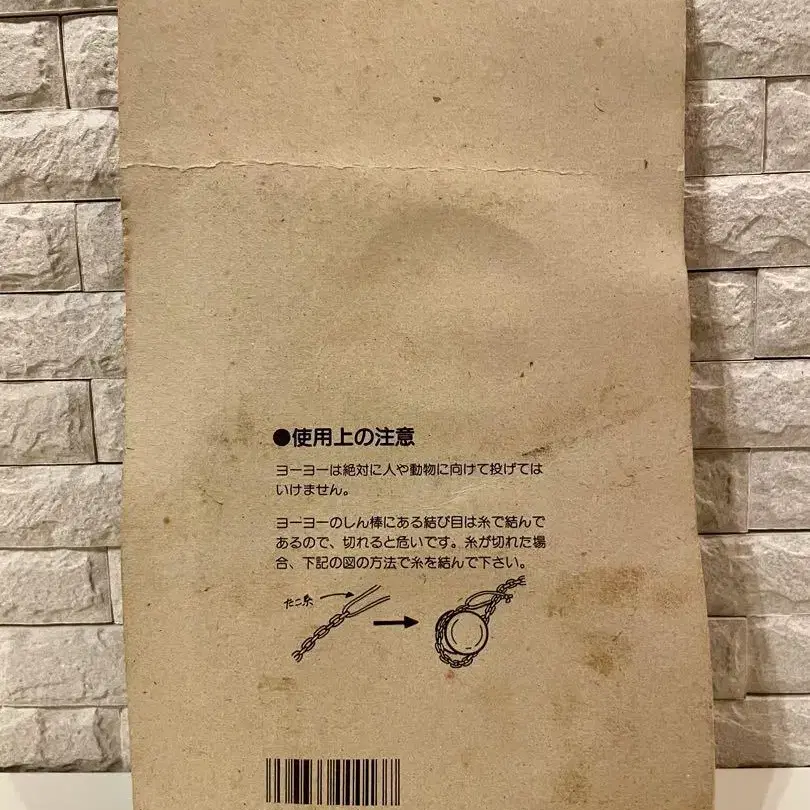 ●使用上の注意
ヨーヨーは絶対に人や動物に向けて投げては
いけません。
ヨーヨーのしん棒にある結び目は糸で結んで
あるので、切れると危いです。糸が切れた場
合、下記の図の方法で糸を結んで下さい。
たこ糸